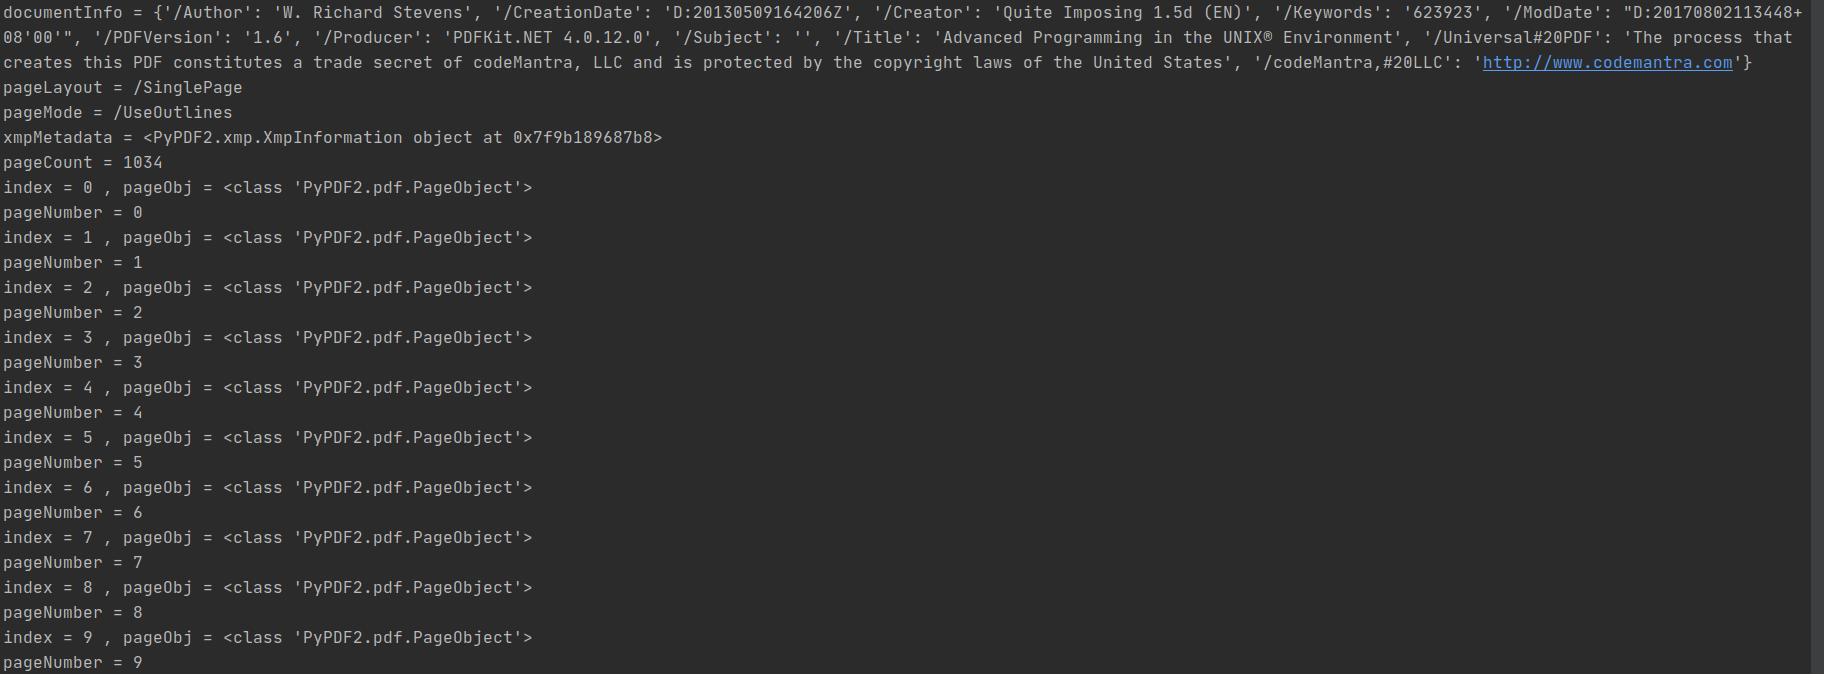 documentInfo = {'/Author': 'W. Richard Stevens', '/CreationDate': 'D:20130509164206Z', '/Creator': 'Quite Imposing 1.5d (EN)', '/Keywords': '623923', '/ModDate': "D:20170802113448+
08'00'", '/PDFVersion': '1.6', '/Producer': 'PDFKit.NET 4.0.12.0', '/Subject': '', '/Title': 'Advanced Programming in the UNIX® Environment', '/Universal#20PDF': 'The process that
creates this PDF constitutes a trade secret of codeMantra, LLC and is protected by the copyright laws of the United States', '/codeMantra,#20LLC': 'http://www.codemantra.com'}
pageLayout = /SinglePage
pageMode = /UseOutlines
xmpMetadata = <PyPDF2.xmp.XmpInformation object at 0x7f9b189687b8>
pageCount = 1034
index = 0 , pageObj = <class 'PyPDF2.pdf.PageObject'>
pageNumber = 0
index = 1 , pageObj = <class 'PyPDF2.pdf.PageObject'>
pageNumber = 1
index = 2 , pageObj = <class 'PyPDF2.pdf.PageObject'>
pageNumber = 2
index = 3 , pageObj = <class 'PyPDF2.pdf.PageObject'>
pageNumber = 3
index = 4 , pageObj = <class 'PyPDF2.pdf.PageObject'>
pageNumber = 4
index = 5 , pageObj = <class 'PyPDF2.pdf.PageObject'>
pageNumber = 5
index = 6 , pageObj = <class 'PyPDF2.pdf.PageObject'>
pageNumber = 6
index = 7 , pageObj = <class 'PyPDF2.pdf.PageObject'>
pageNumber = 7
index = 8 , pageObj = <class 'PyPDF2.pdf.PageObject'>
pageNumber = 8
index = 9 , pageObj = <class 'PyPDF2.pdf.PageObject'>
pageNumber = 9